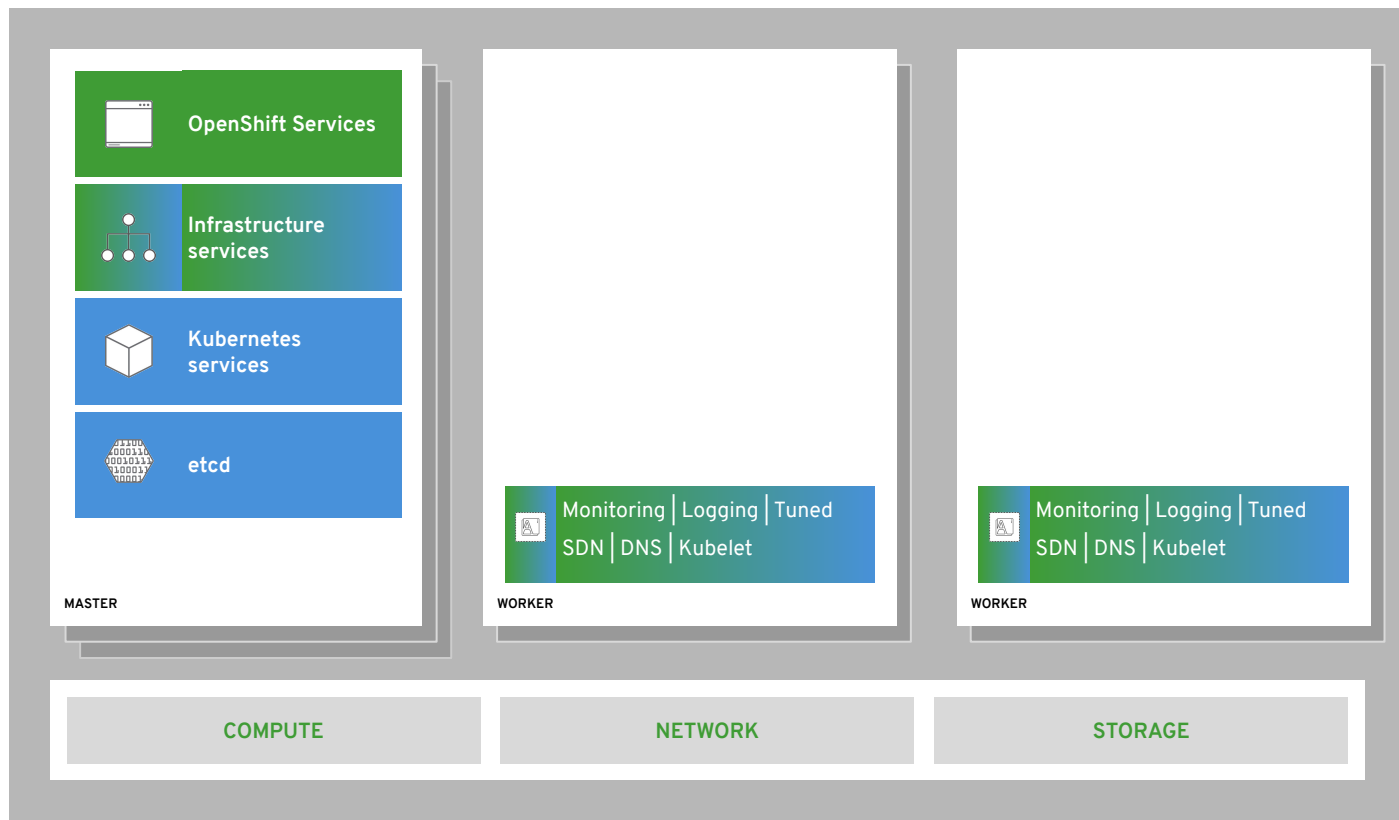 OpenShift Services
Infrastructure
services
Kubernetes
services
etcd
MASTER
Monitoring | Logging | Tuned
SDN | DNS | Kubelet
WORKER
Monitoring | Logging | Tuned
SDN | DNS | Kubelet
WORKER
COMPUTE
NETWORK
STORAGE